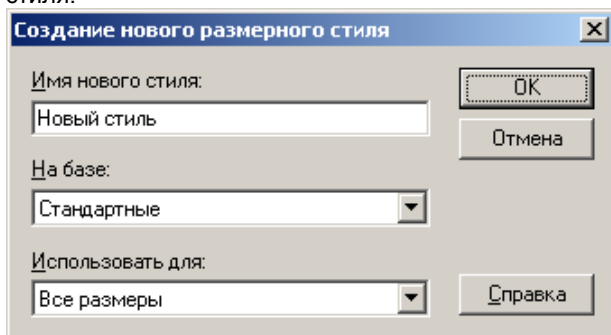 стиля.
Создание нового размерного стиля
Имя нового стиля:
OK
Новый стиль
Отмена
На базе:
Стандартные
Использовать для:
Все размеры
Справка